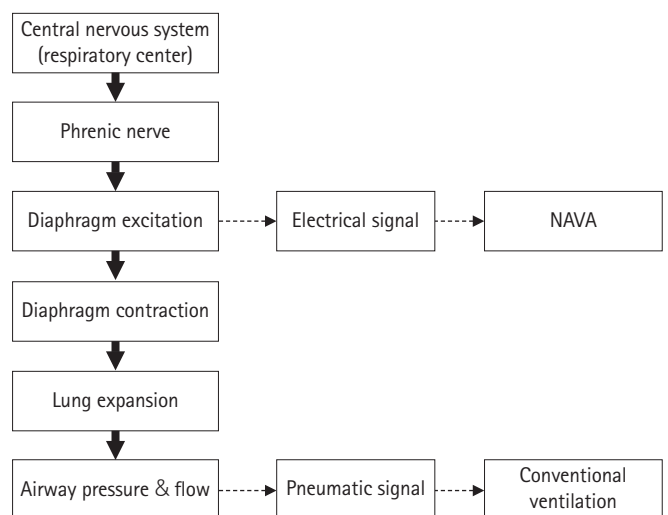 Central nervous system
(respiratory center)
Phrenic nerve
Diaphragm excitation
Electrical signal
NAVA
Diaphragm contraction
Lung expansion
Airway pressure & flow
Pneumatic signal
Conventional
ventilation